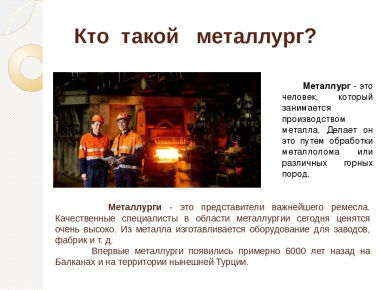 Кто такой металлург?
Металлург - это
человек, который
занимается
производством
металла. Делает он
это путем обработки
металлолома или
различных горных
пород.
Металлурги - это представители важнейшего ремесла.
Качественные специалисты в области металлургии сегодня ценятся
очень высоко. Из металла изготавливается оборудование для заводов,
фабрик и т. д.
Впервые металлурги появились примерно 6000 лет назад на
Балканах и на территории нынешней Турции.